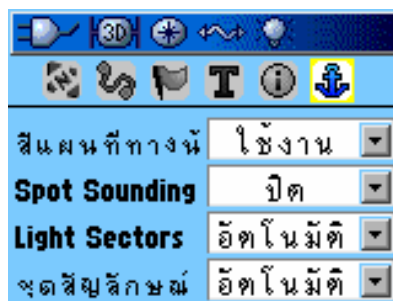 3D
N T i
สีแผนที่ทางน้ ใช้งาน
Spot Sounding ปิด
Light Sectors อัตโนมัติ
ชุดสัญลักษณ์ อัตโนมัติ